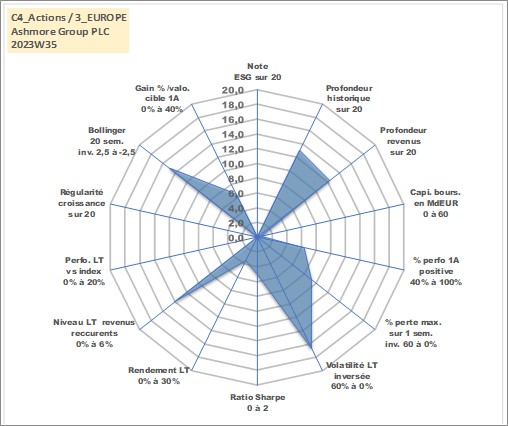 C4_Actions / 3_EUROPE
Ashmore Group PLC
2023W35
Note
ESG sur 20
Profondeur
historique
sur 20
Profondeur
revenus
sur 20
Capi. bours.
en MdEUR
0 à 60
% perfo 1A
positive
40% à 100%
% perte max.
sur 1 sem.
inv. 60 à 0%
Volatilité LT
inversée
60% à 0%
Ratio Sharpe
0 à 2
Rendement LT
0% à 30%
Niveau LT revenus
reccurents
0% à 6%
Perfo. LT
vs index
0% à 20%
Régularité
croissance
sur 20
Bollinger
20 sem.
inv. 2,5 à -2,5
Gain % /valo.
cible 1A
0% à 40%
20,0
18,0
16,0
14,0
12,0
10,0
8,0
6,0
4,0
2,0
0,0